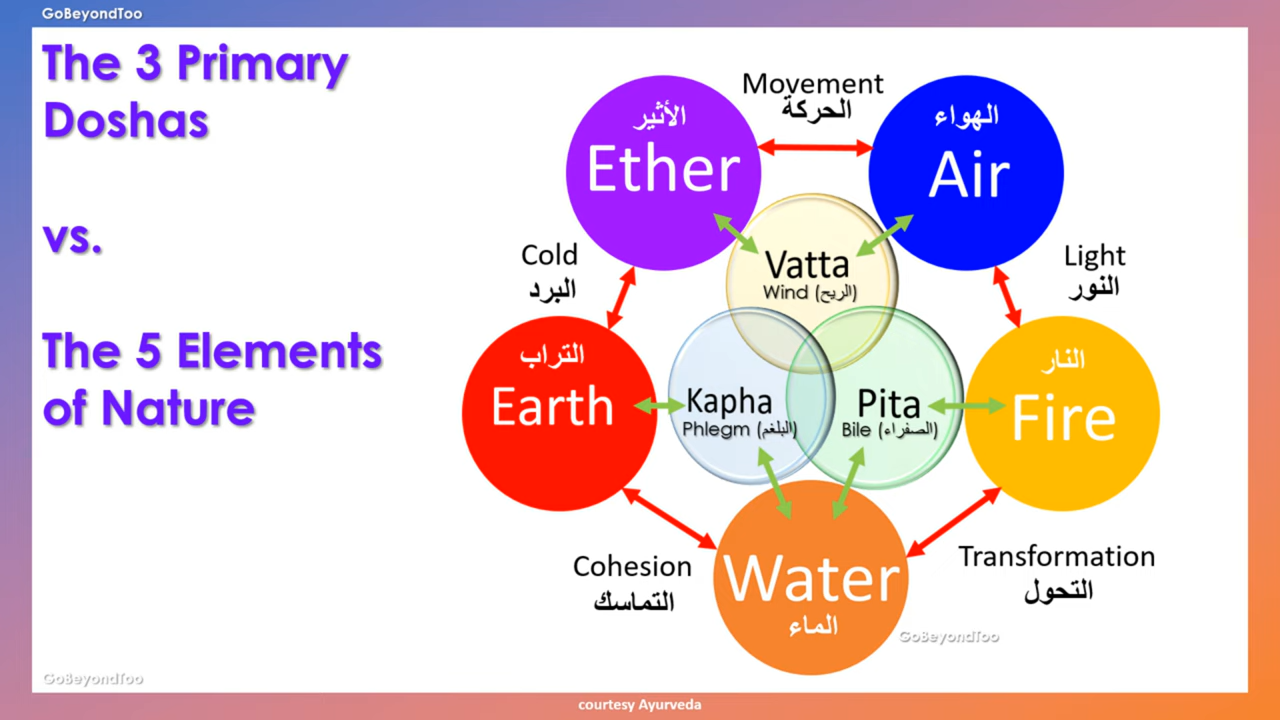 GoBeyondToo
The 3 Primary
Doshas
vs.
The 5 Elements
of Nature
Movement
الحركة
الأثير
Ether
الهواء
Air
Vatta
Wind (الريح)
Cold
البرد
Light
النور
التراب
Earth
Kapha
Phlegm (البلغم)
Pita
Bile (الصفراء)
النار
Fire
Cohesion
التماسك
Water
الماء
Transformation
التحول
GoBeyondToo
GoBeyondToo
courtesy Ayurveda